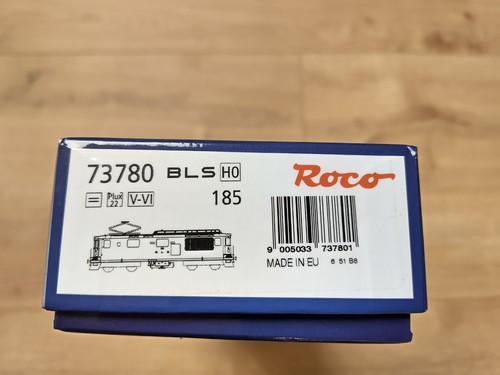 73780 BLS H0
Roco
= Plux 22 V-VI 185
9 005033 737801
MADE IN EU 6 51 B8